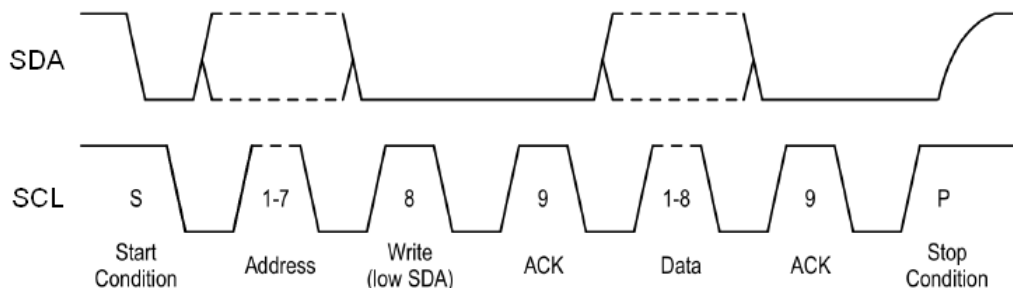 SDA
SCL
S 1-7 8 9 1-8 9 P
Start Condition
Address
Write (low SDA)
ACK
Data
ACK
Stop Condition